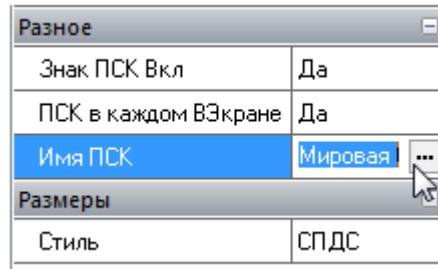 Разное
Знак ПСК Вкл Да
ПСК в каждом ВЭкране Да
Имя ПСК Мировая ...
Размеры
Стиль СПДС